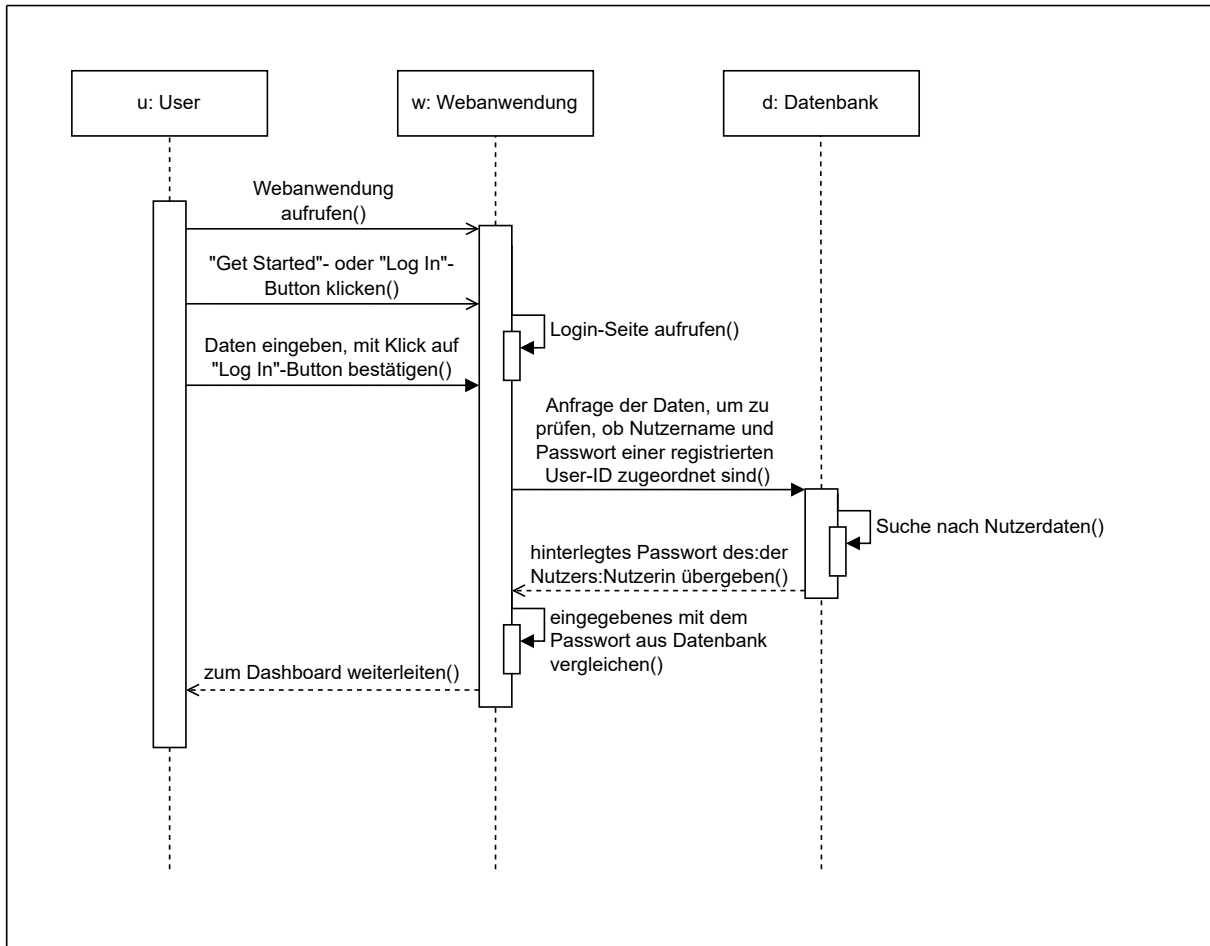 u: User
w: Webanwendung
d: Datenbank
Webanwendung
aufrufen()
"Get Started"- oder "Log In"-
Button klicken()
Login-Seite aufrufen()
Daten eingeben, mit Klick auf
"Log In"-Button bestätigen()
Anfrage der Daten, um zu
prüfen, ob Nutzername und
Passwort einer registrierten
User-ID zugeordnet sind()
Suche nach Nutzerdaten()
hinterlegtes Passwort des:der
Nutzers:Nutzerin übergeben()
eingegebenes mit dem
Passwort aus Datenbank
vergleichen()
zum Dashboard weiterleiten()